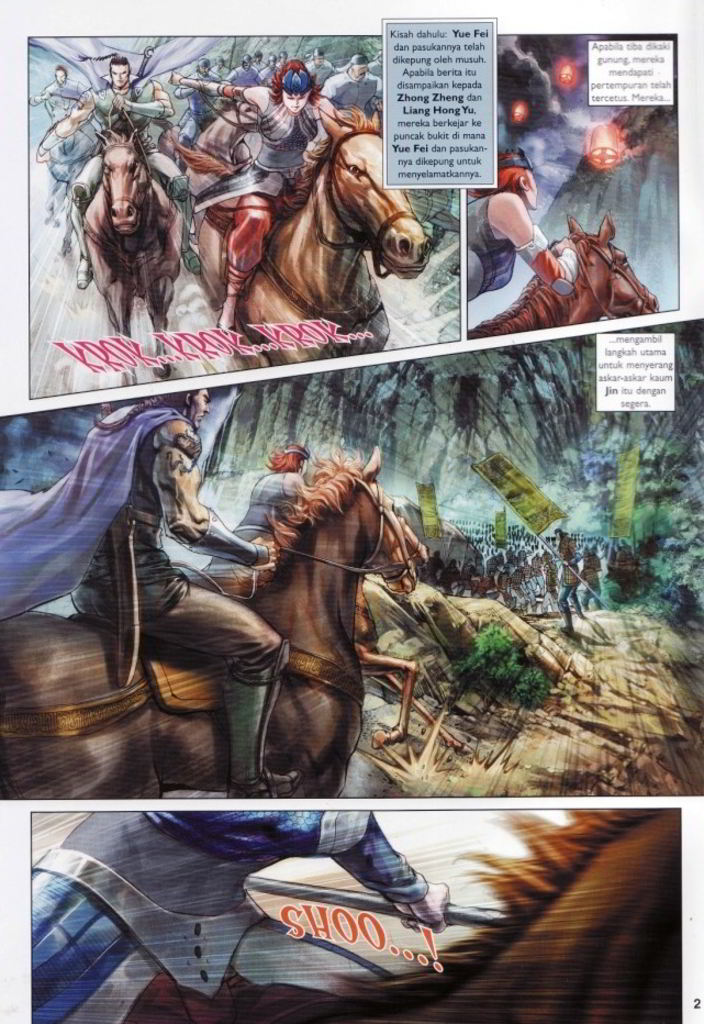 Kisah dahulu: Yue Fei
dan pasukannya telah
dikepung oleh musuh.
Apabila berita itu
disampaikan kepada
Zhong Zheng dan
Liang Hong Yu,
mereka berkejar ke
puncak bukit di mana
Yue Fei dan pasukan-
nya dikepung untuk
menyelamatkannya.
Apabila tiba dikaki
gunung, mereka
mendapati
pertempuran telah
tercetus. Mereka...
KROK...KROK...KROK...
...mengambil
langkah utama
untuk menyerang
askar-askar kaum
Jin itu dengan
segera.
SHOO...!
2